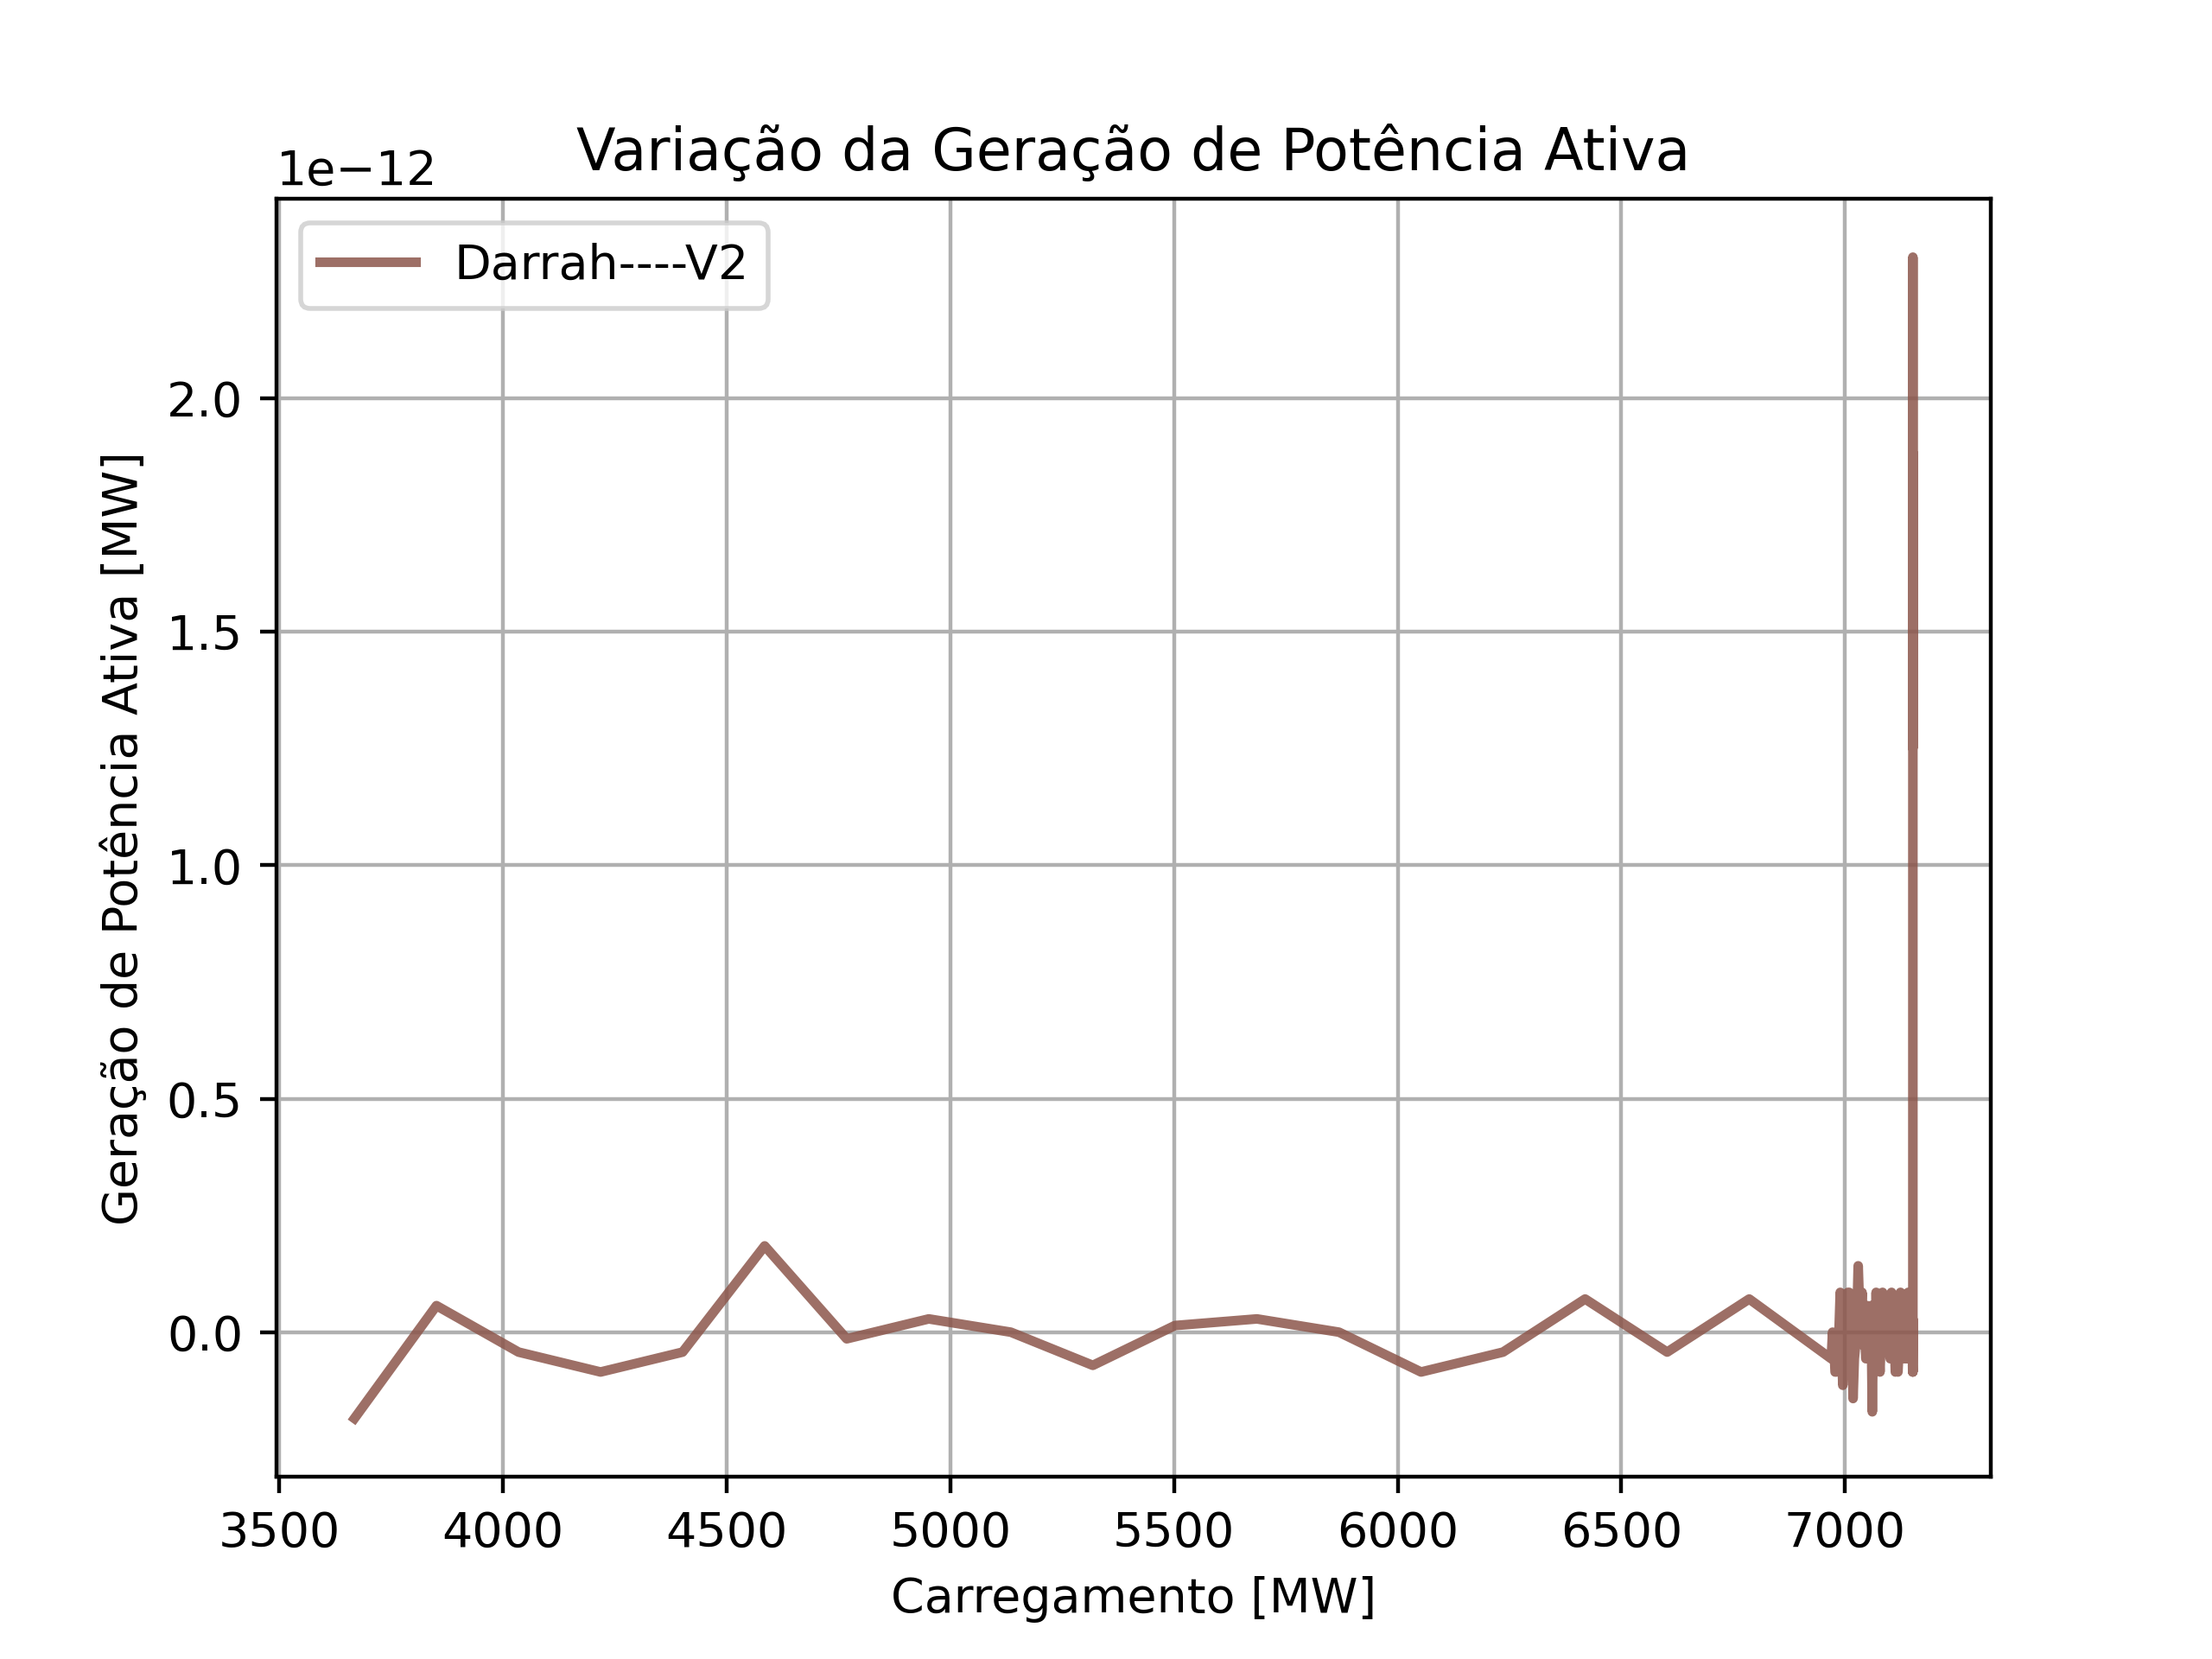 Variação da Geração de Potência Ativa
1e−12
Darrah----V2
Geração de Potência Ativa [MW]
2.0
1.5
1.0
0.5
0.0
3500 4000 4500 5000 5500 6000 6500 7000
Carregamento [MW]